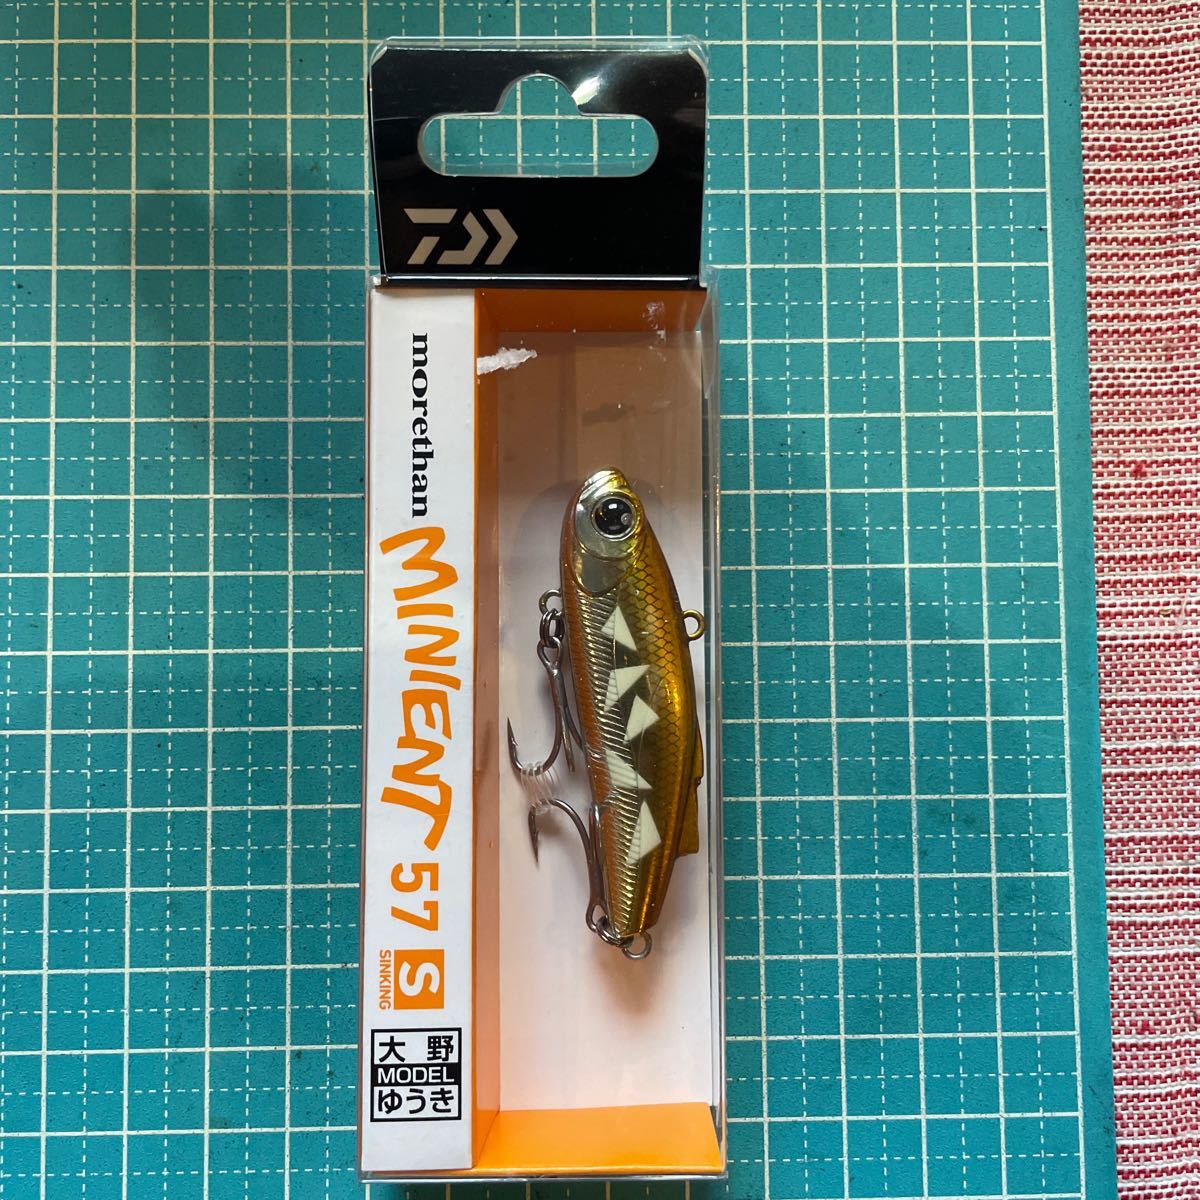 morethan
MINIENT 57 S
SINKING
大野
MODEL
ゆうき